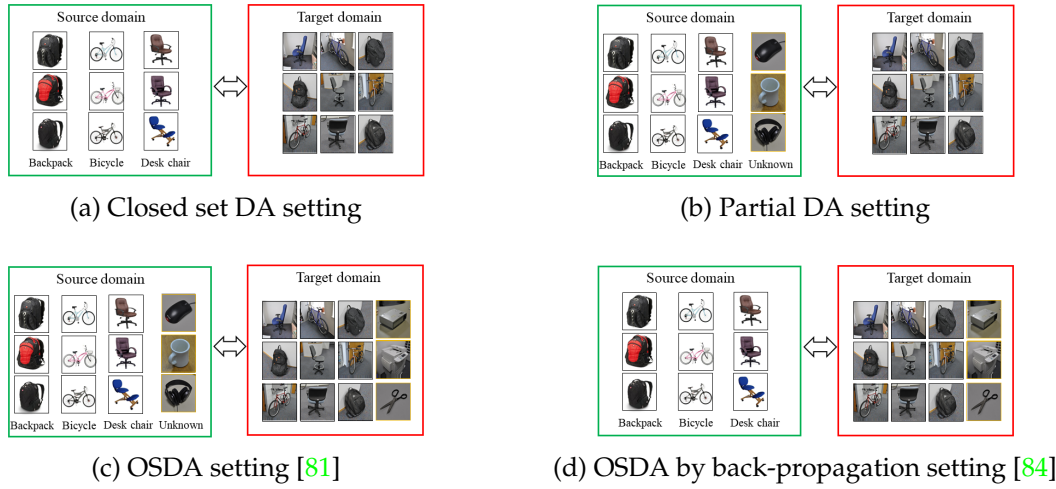 Source domain
Target domain
Backpack Bicycle Desk chair
(a) Closed set DA setting
Source domain
Target domain
Backpack Bicycle Desk chair Unknown
(b) Partial DA setting
Source domain
Target domain
Backpack Bicycle Desk chair Unknown
(c) OSDA setting [81]
Source domain
Target domain
Backpack Bicycle Desk chair
(d) OSDA by back-propagation setting [84]